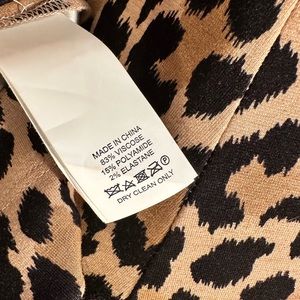 MADE IN CHINA
83% VISCOSE
15% POLYAMIDE
2% ELASTANE
DRY CLEAN ONLY